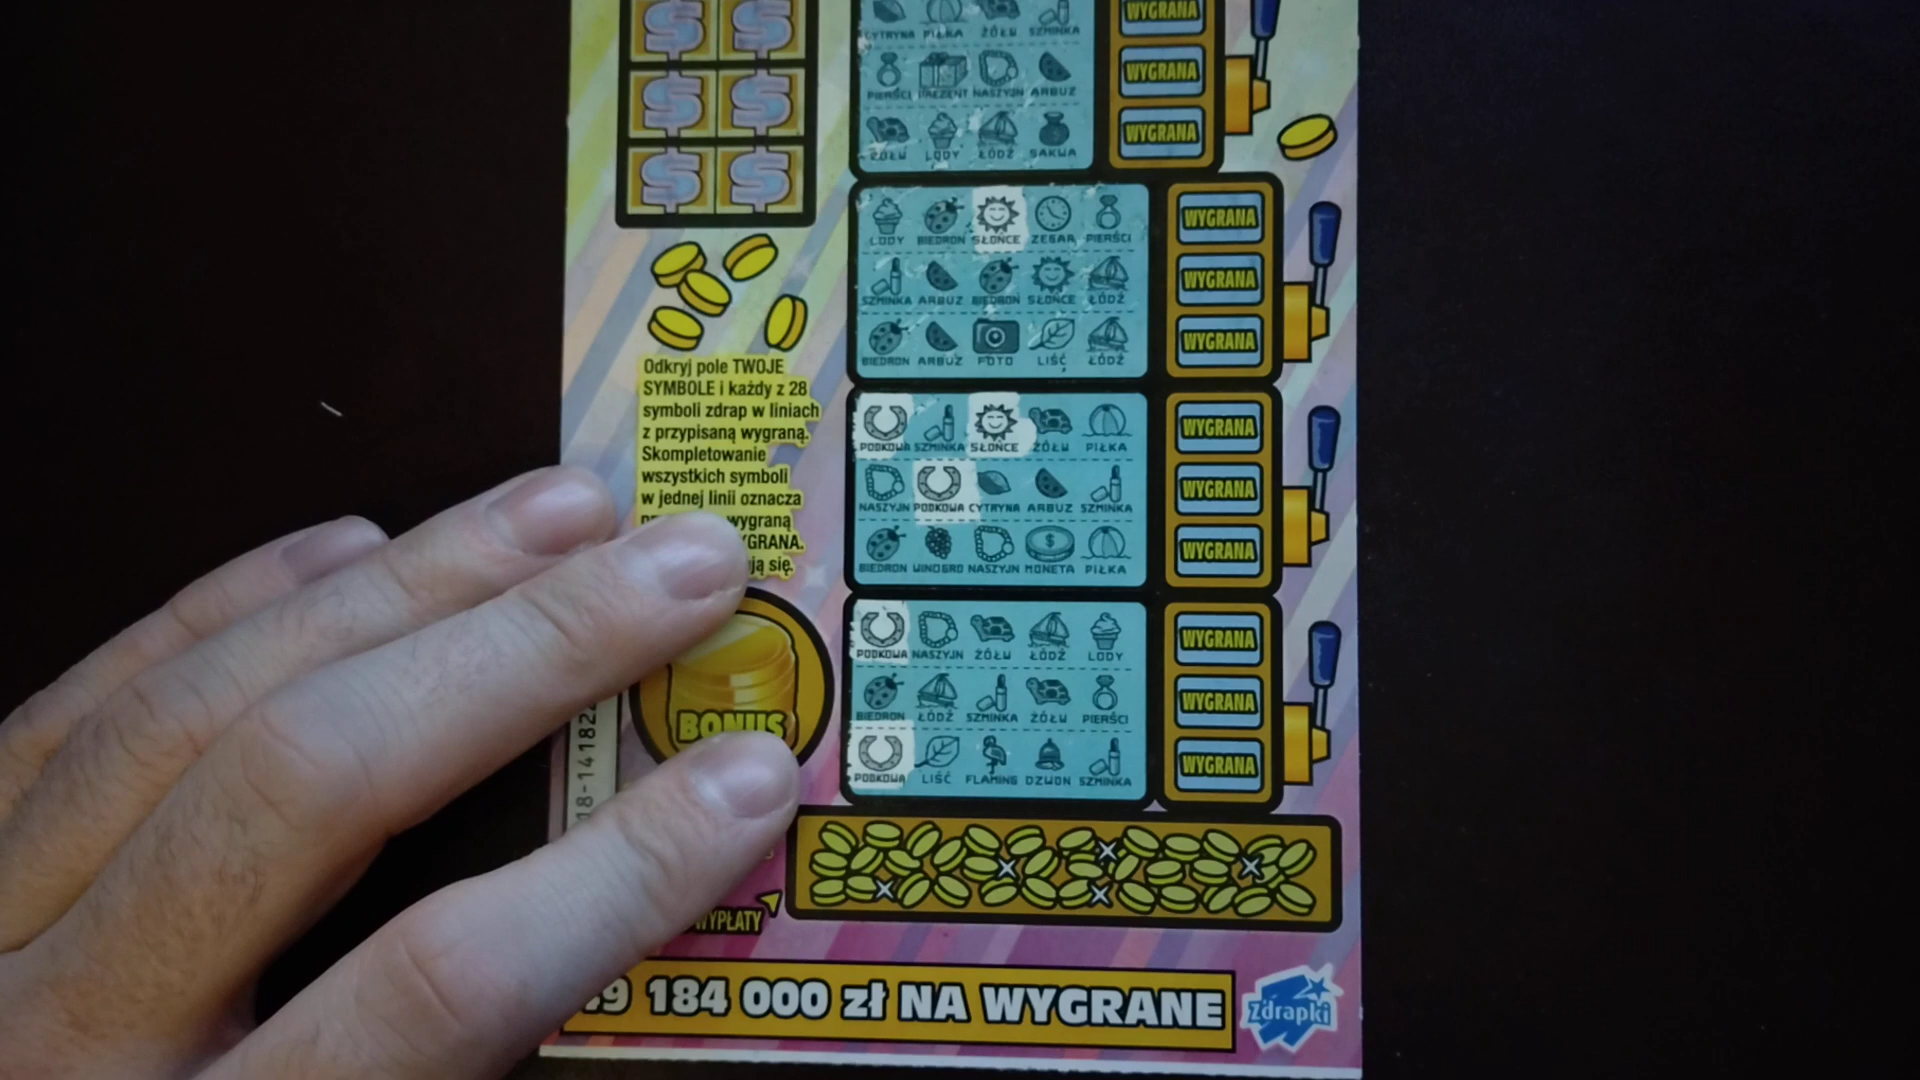 CYTRYNA PIŁKA ŻÓŁW SZMINKA
WYGRANA
PIERŚCI PREZENT NASZYJN ARBUZ
WYGRANA
ŻÓŁW LODY ŁÓDŹ SAKWA
WYGRANA
LODY BIEDRON SŁOŃCE ZEGAR PIERŚCI
WYGRANA
SZMINKA ARBUZ BIEDRON SŁOŃCE ŁÓDŹ
WYGRANA
BIEDRON ARBUZ FOTO LIŚĆ ŁÓDŹ
WYGRANA
Odkryj pole TWOJE
SYMBOLE i każdy z 28
symboli zdrap w liniach
z przypisaną wygraną.
Skompletowanie
wszystkich symboli
w jednej linii oznacza
wygraną
się.
PODKOWA SZMINKA SŁOŃCE ŻÓŁW PIŁKA
WYGRANA
NASZYJN PODKOWA CYTRYNA ARBUZ SZMINKA
WYGRANA
BIEDRON WINOGRO NASZYJN MONETA PIŁKA
WYGRANA
BONUS
PODKOWA NASZYJN ŻÓŁW ŁÓDŹ LODY
WYGRANA
BIEDRON ŁÓDŹ SZMINKA ŻÓŁW PIERŚCI
WYGRANA
PODKOWA LIŚĆ FLAMING DZWON SZMINKA
WYGRANA
WYPŁATY
184 000 zł NA WYGRANE
Zdrapki